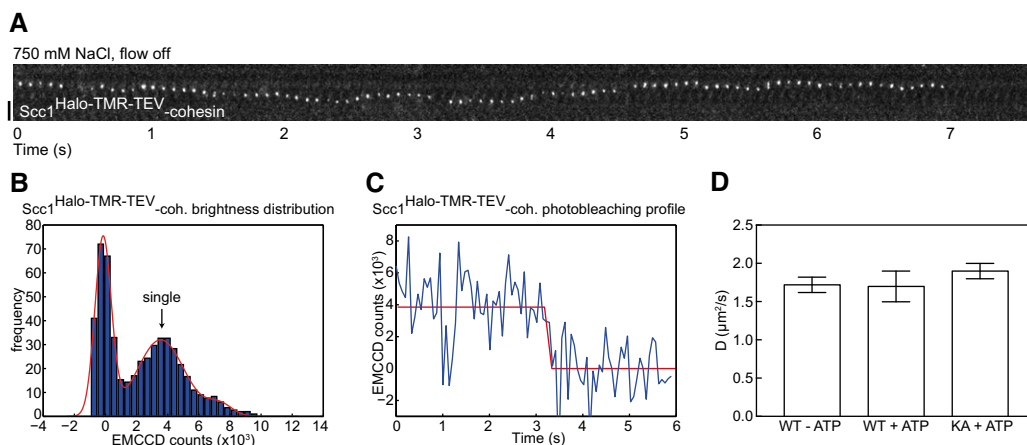 A
750 mM NaCl, flow off
Scc1Halo-TMR-TEV-cohesin
0 1 2 3 4 5 6 7
Time (s)
B
Scc1Halo-TMR-TEV-coh. brightness distribution
80
70
60
50
40
30
20
10
0
frequency
single
−4 −2 0 2 4 6 8 10 12 14
EMCCD counts (x10³)
C
Scc1Halo-TMR-TEV-coh. photobleaching profile
8
6
4
2
0
−2
EMCCD counts (x10³)
0 1 2 3 4 5 6
Time (s)
D
2.5
2.0
1.5
1.0
0.5
0.0
D (µm²/s)
WT - ATP WT + ATP KA + ATP